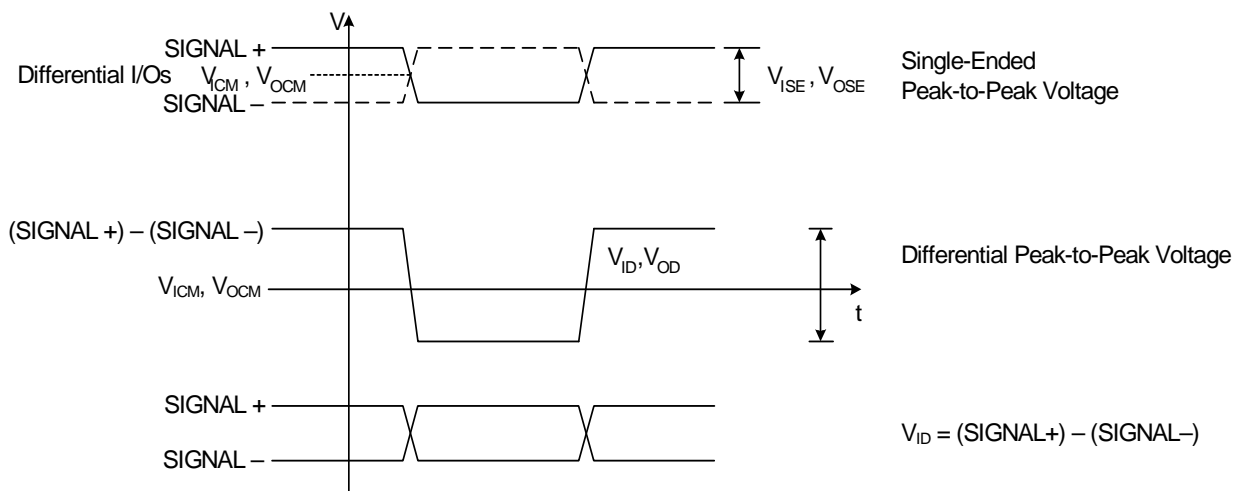 V
SIGNAL +
Differential I/Os V_ICM , V_OCM
SIGNAL –
V_ISE , V_OSE
Single-Ended
Peak-to-Peak Voltage
(SIGNAL +) – (SIGNAL –)
V_ID, V_OD
Differential Peak-to-Peak Voltage
V_ICM, V_OCM
t
SIGNAL +
SIGNAL –
V_ID = (SIGNAL+) – (SIGNAL–)